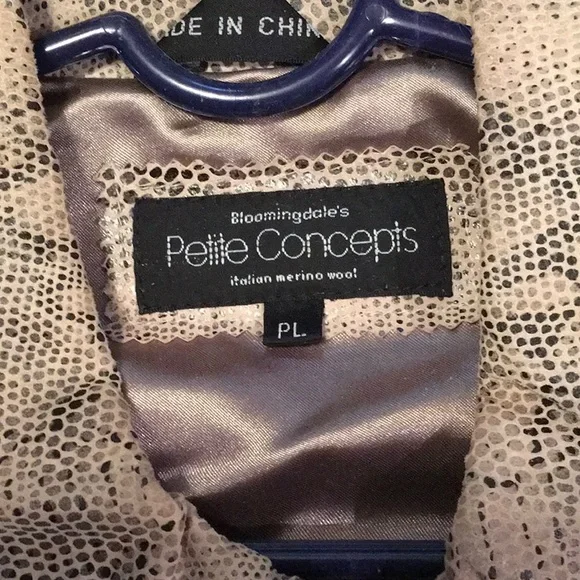 DE IN CHIN
Bloomingdale's
Petite Concepts
italian merino wool
PL